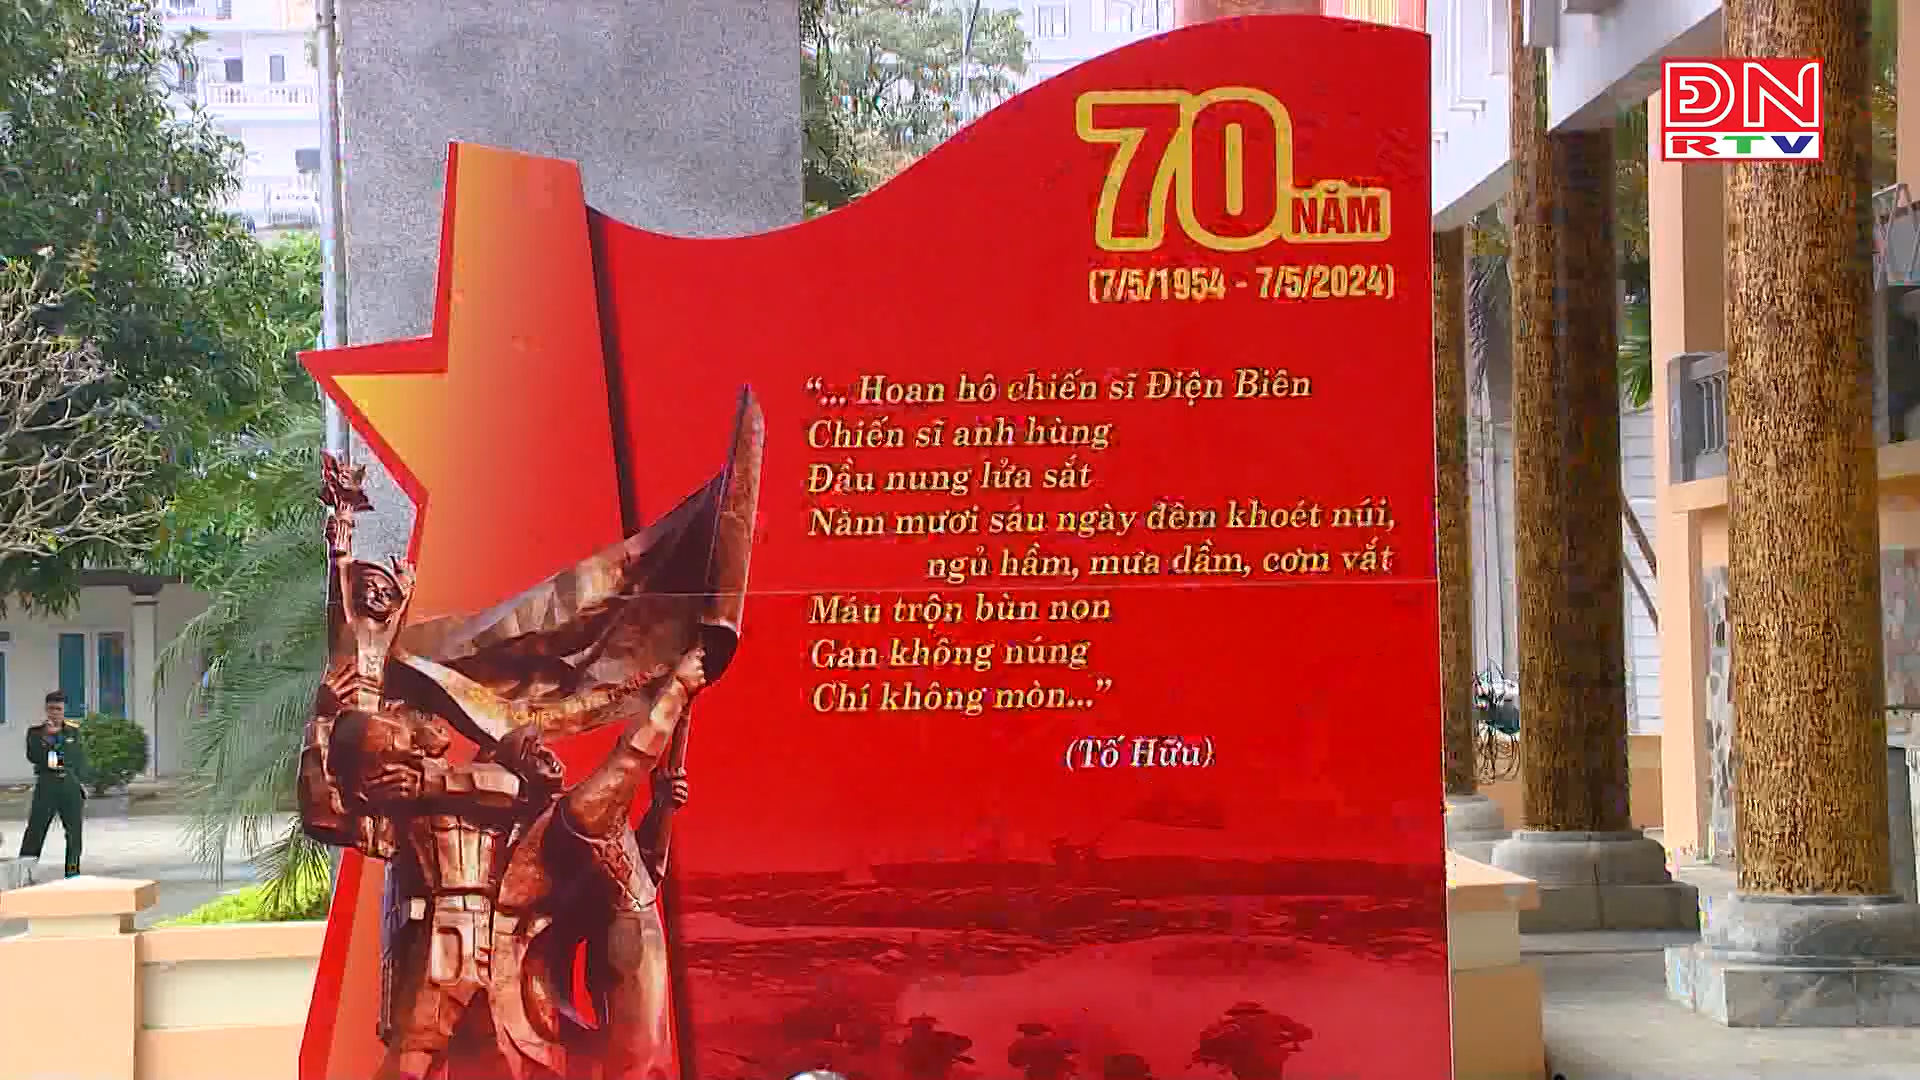 ĐN
RTV
70 NĂM
(7/5/1954 - 7/5/2024)
"... Hoan hô chiến sĩ Điện Biên
Chiến sĩ anh hùng
Đầu nung lửa sắt
Năm mươi sáu ngày đêm khoét núi,
ngủ hầm, mưa dầm, cơm vắt
Máu trộn bùn non
Gan không núng
Chí không mòn..."
(Tố Hữu)